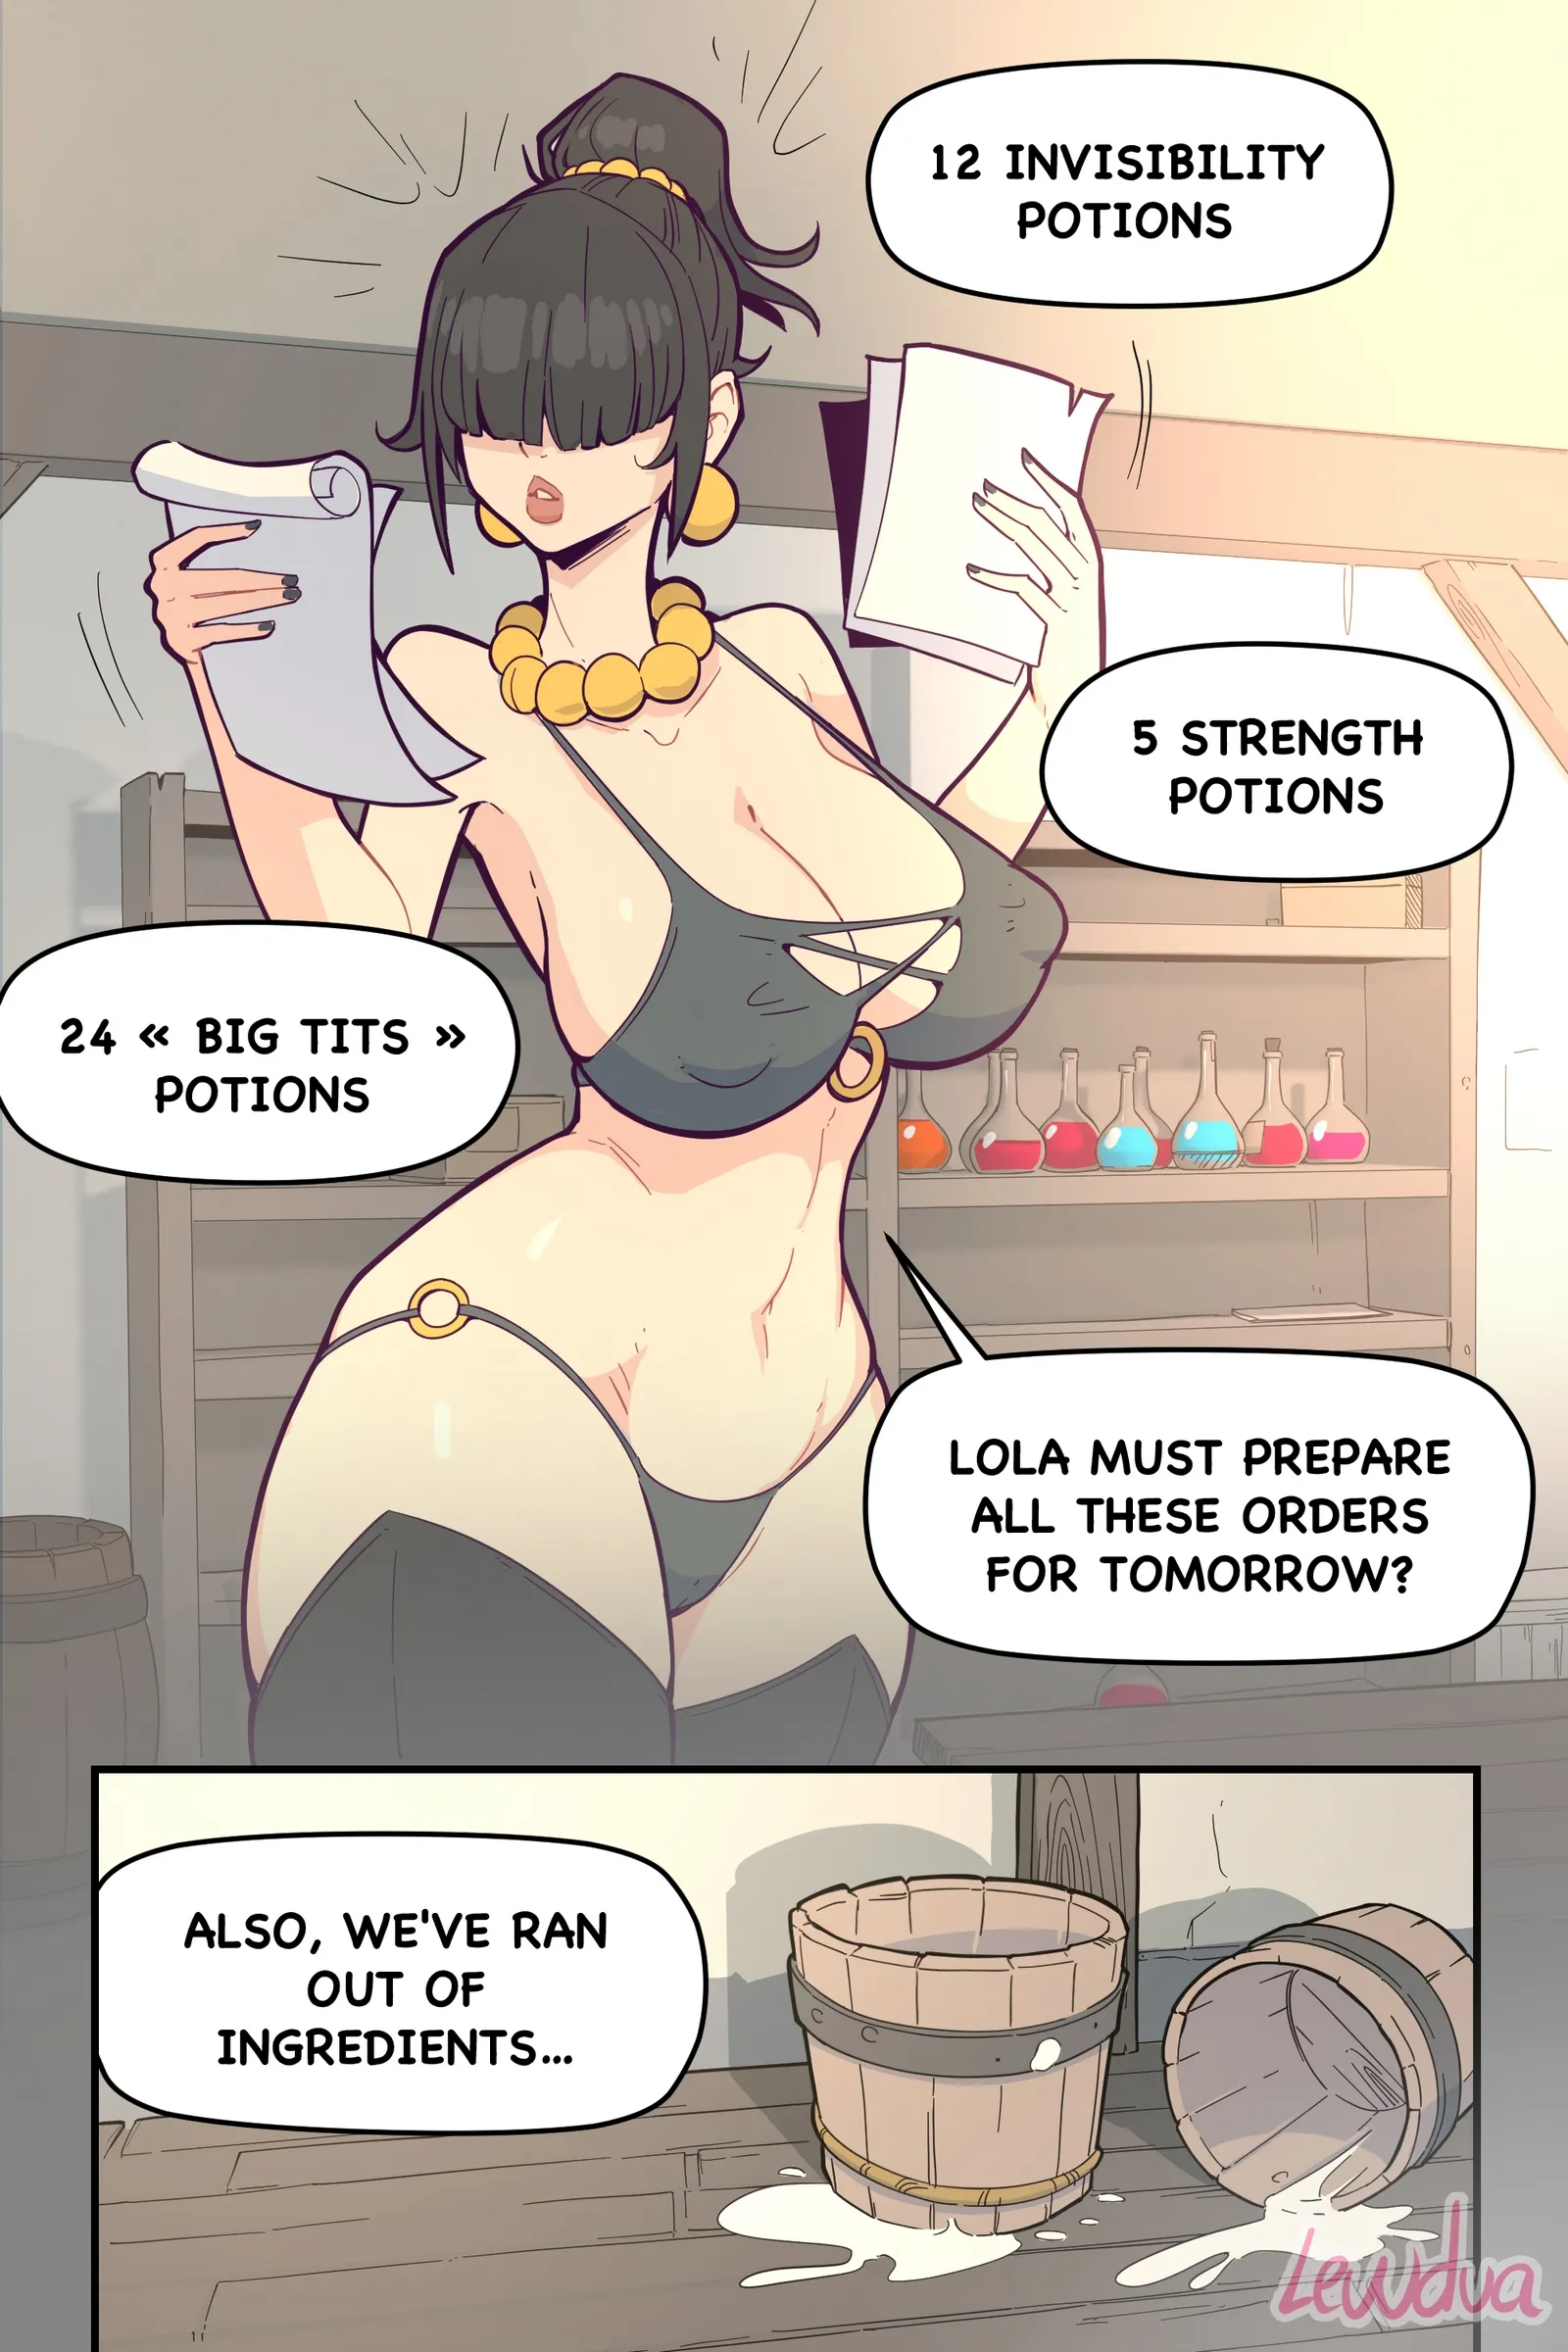 12 INVISIBILITY
POTIONS
5 STRENGTH
POTIONS
24 « BIG TITS »
POTIONS
LOLA MUST PREPARE
ALL THESE ORDERS
FOR TOMORROW?
ALSO, WE'VE RAN
OUT OF
INGREDIENTS...
Lewdua